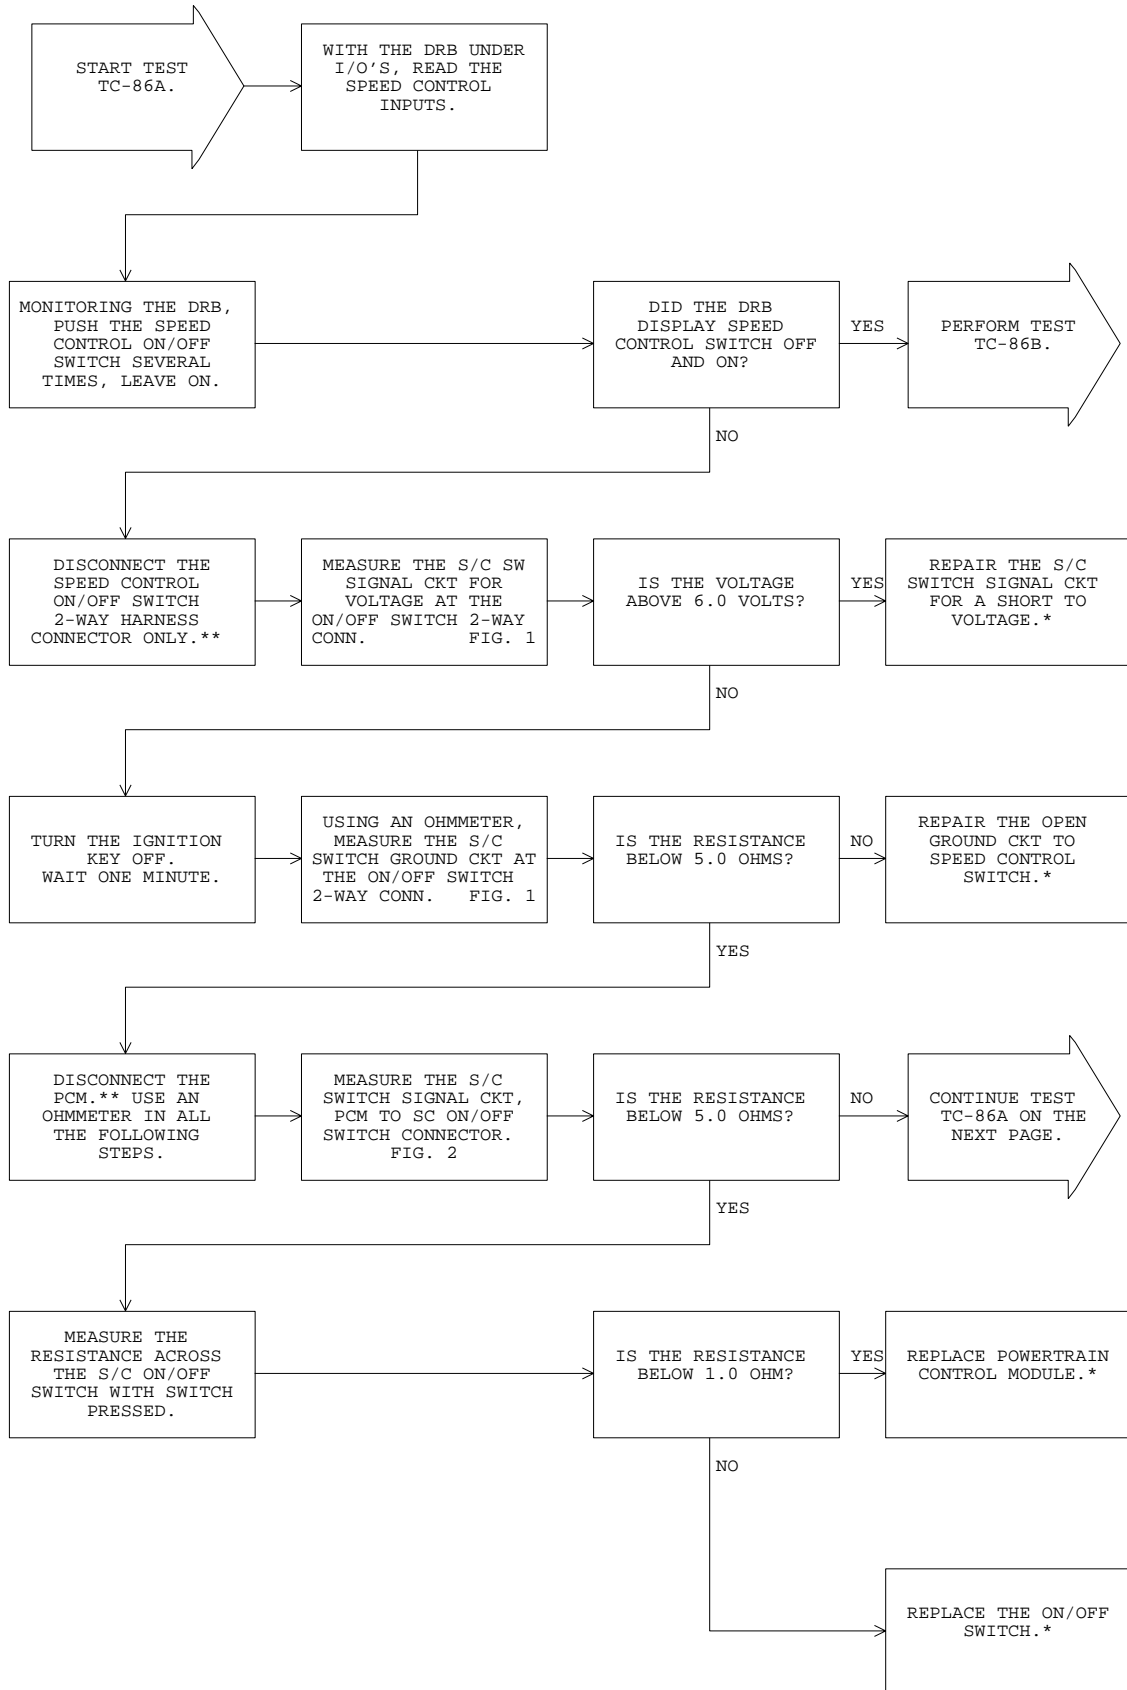 START TEST
TC-86A.
WITH THE DRB UNDER
I/O'S, READ THE
SPEED CONTROL
INPUTS.
MONITORING THE DRB,
PUSH THE SPEED
CONTROL ON/OFF
SWITCH SEVERAL
TIMES, LEAVE ON.
DID THE DRB
DISPLAY SPEED
CONTROL SWITCH OFF
AND ON?
YES
PERFORM TEST
TC-86B.
NO
DISCONNECT THE
SPEED CONTROL
ON/OFF SWITCH
2-WAY HARNESS
CONNECTOR ONLY.**
MEASURE THE S/C SW
SIGNAL CKT FOR
VOLTAGE AT THE
ON/OFF SWITCH 2-WAY
CONN. FIG. 1
IS THE VOLTAGE
ABOVE 6.0 VOLTS?
YES
REPAIR THE S/C
SWITCH SIGNAL CKT
FOR A SHORT TO
VOLTAGE.*
NO
TURN THE IGNITION
KEY OFF.
WAIT ONE MINUTE.
USING AN OHMMETER,
MEASURE THE S/C
SWITCH GROUND CKT AT
THE ON/OFF SWITCH
2-WAY CONN. FIG. 1
IS THE RESISTANCE
BELOW 5.0 OHMS?
NO
REPAIR THE OPEN
GROUND CKT TO
SPEED CONTROL
SWITCH.*
YES
DISCONNECT THE
PCM.** USE AN
OHMMETER IN ALL
THE FOLLOWING
STEPS.
MEASURE THE S/C
SWITCH SIGNAL CKT,
PCM TO SC ON/OFF
SWITCH CONNECTOR.
FIG. 2
IS THE RESISTANCE
BELOW 5.0 OHMS?
NO
CONTINUE TEST
TC-86A ON THE
NEXT PAGE.
YES
MEASURE THE
RESISTANCE ACROSS
THE S/C ON/OFF
SWITCH WITH SWITCH
PRESSED.
IS THE RESISTANCE
BELOW 1.0 OHM?
YES
REPLACE POWERTRAIN
CONTROL MODULE.*
NO
REPLACE THE ON/OFF
SWITCH.*